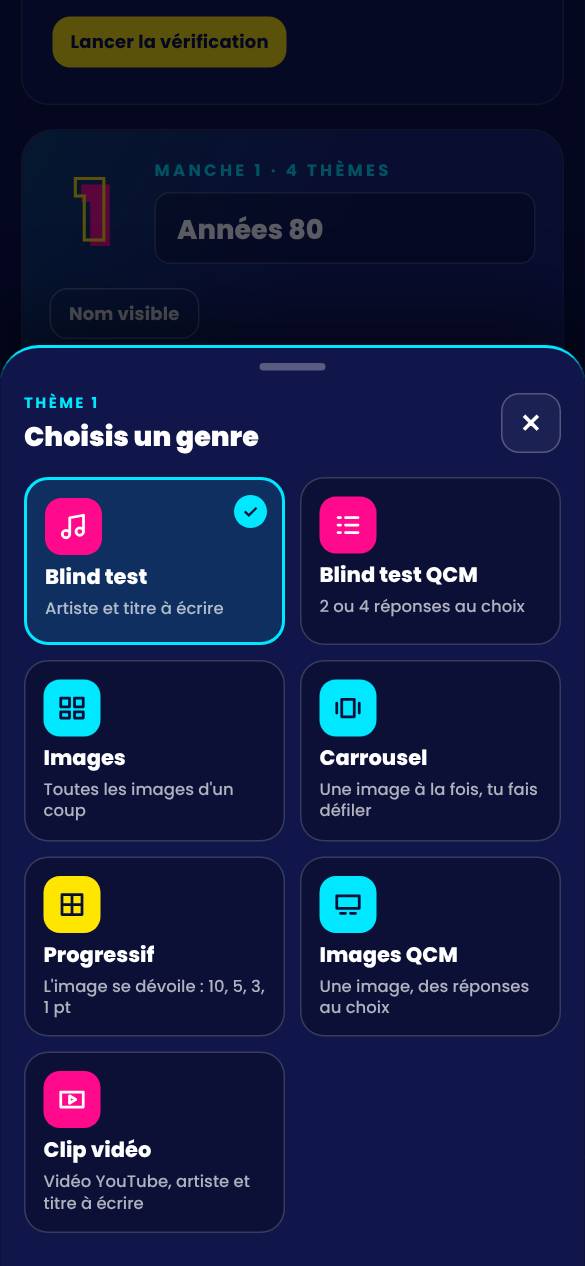 Lancer la vérification
1
MANCHE 1 · 4 THÈMES
Années 80
Nom visible
THÈME 1
Choisis un genre
Blind test
Artiste et titre à écrire
Blind test QCM
2 ou 4 réponses au choix
Images
Toutes les images d'un
coup
Carrousel
Une image à la fois, tu fais
défiler
Progressif
L'image se dévoile : 10, 5, 3,
1 pt
Images QCM
Une image, des réponses
au choix
Clip vidéo
Vidéo YouTube, artiste et
titre à écrire